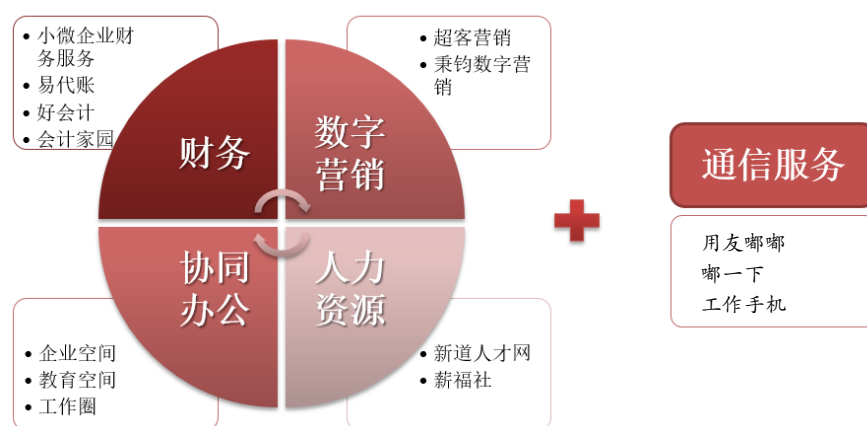 • 小微企业财
务服务
• 易代账
• 好会计
• 会计家园
• 超客营销
• 秉钧数字营
销
财务
数字
营销
协同
办公
人力
资源
• 企业空间
• 教育空间
• 工作圈
• 新道人才网
• 薪福社
通信服务
用友嘟嘟
嘟一下
工作手机